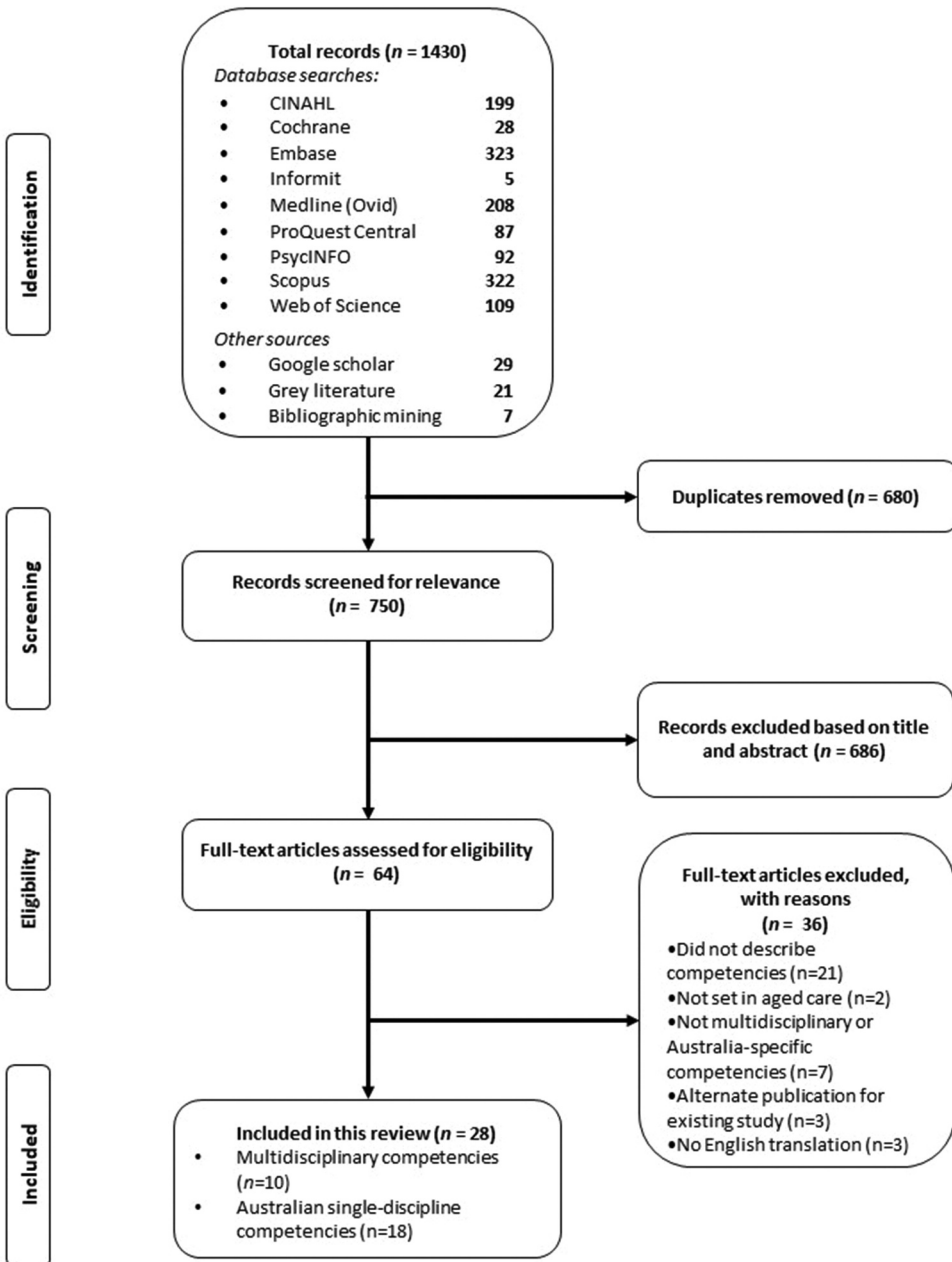 Identification
Total records (n = 1430)
Database searches:
• CINAHL 199
• Cochrane 28
• Embase 323
• Informit 5
• Medline (Ovid) 208
• ProQuest Central 87
• PsycINFO 92
• Scopus 322
• Web of Science 109
Other sources
• Google scholar 29
• Grey literature 21
• Bibliographic mining 7
Duplicates removed (n = 680)
Screening
Records screened for relevance
(n = 750)
Records excluded based on title
and abstract (n = 686)
Eligibility
Full-text articles assessed for eligibility
(n = 64)
Full-text articles excluded,
with reasons
(n = 36)
•Did not describe
competencies (n=21)
•Not set in aged care (n=2)
•Not multidisciplinary or
Australia-specific
competencies (n=7)
•Alternate publication for
existing study (n=3)
•No English translation (n=3)
Included
Included in this review (n = 28)
• Multidisciplinary competencies
(n=10)
• Australian single-discipline
competencies (n=18)